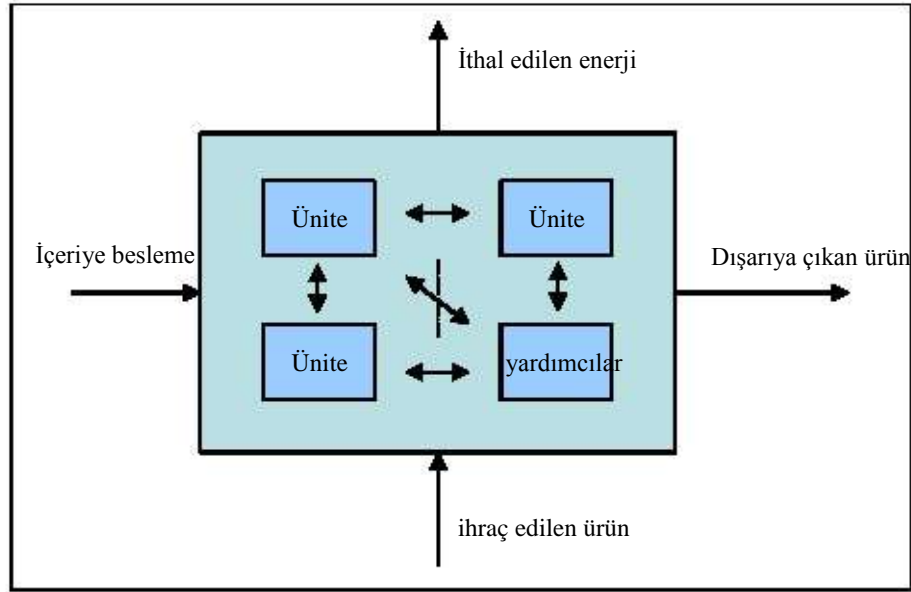 İthal edilen enerji
Ünite
Ünite
İçeriye besleme
Dışarıya çıkan ürün
Ünite
yardımcılar
ihraç edilen ürün